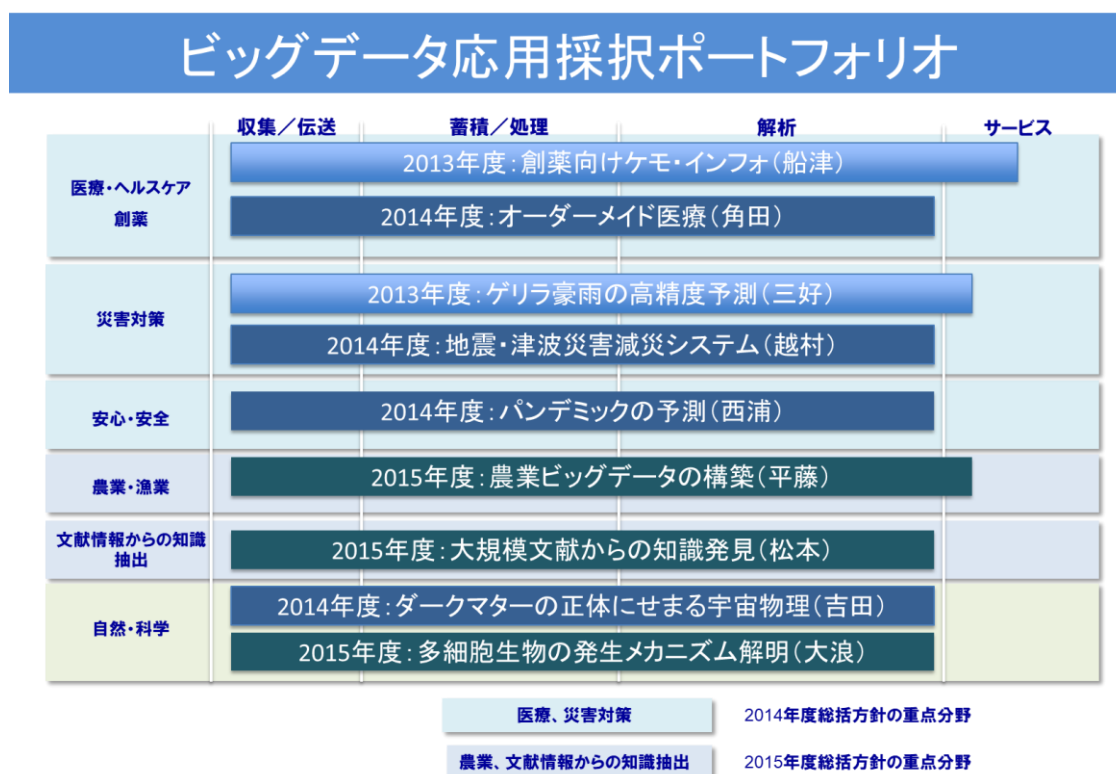 ビッグデータ応用採択ポートフォリオ
収集／伝送 蓄積／処理 解析 サービス
医療・ヘルスケア
創薬
2013年度：創薬向けケモ・インフォ（船津）
2014年度：オーダーメイド医療（角田）
災害対策
2013年度：ゲリラ豪雨の高精度予測（三好）
2014年度：地震・津波災害減災システム（越村）
安心・安全
2014年度：パンデミックの予測（西浦）
農業・漁業
2015年度：農業ビッグデータの構築（平藤）
文献情報からの知識
抽出
2015年度：大規模文献からの知識発見（松本）
自然・科学
2014年度：ダークマターの正体にせまる宇宙物理（吉田）
2015年度：多細胞生物の発生メカニズム解明（大浪）
医療、災害対策 2014年度総括方針の重点分野
農業、文献情報からの知識抽出 2015年度総括方針の重点分野